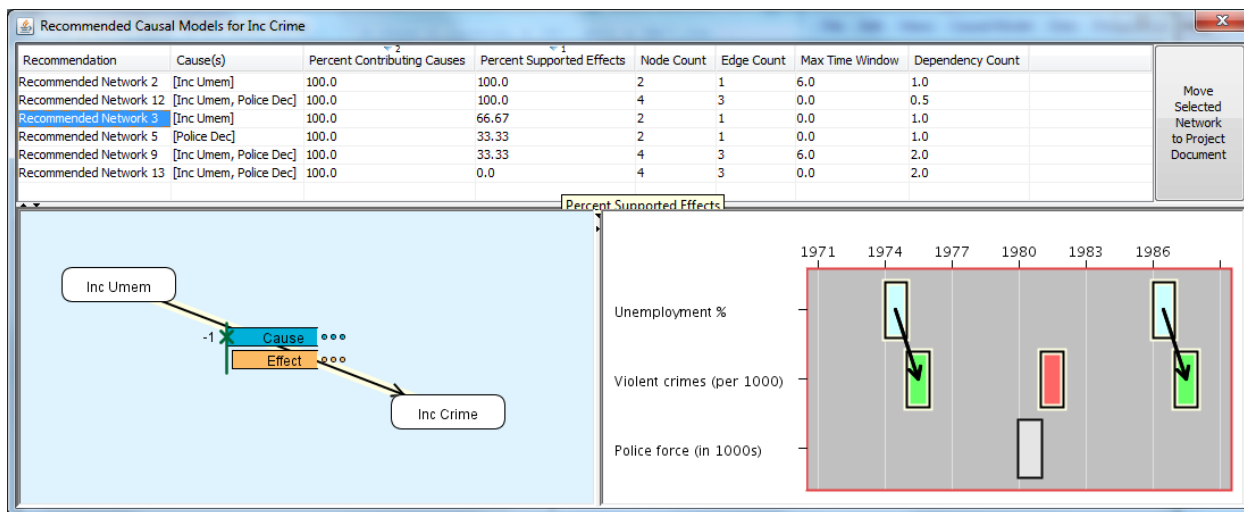 Recommended Causal Models for Inc Crime
Recommendation Cause(s) Percent Contributing Causes 2 Percent Supported Effects 1 Node Count Edge Count Max Time Window Dependency Count
Recommended Network 2 [Inc Umem] 100.0 100.0 2 1 6.0 1.0
Recommended Network 12 [Inc Umem, Police Dec] 100.0 100.0 4 3 0.0 0.5
Recommended Network 3 [Inc Umem] 100.0 66.67 2 1 0.0 1.0
Recommended Network 5 [Police Dec] 100.0 33.33 2 1 0.0 1.0
Recommended Network 9 [Inc Umem, Police Dec] 100.0 33.33 4 3 6.0 2.0
Recommended Network 13 [Inc Umem, Police Dec] 100.0 0.0 4 3 0.0 2.0
Move
Selected
Network
to Project
Document
Percent Supported Effects
Inc Umem
-1 Cause
Effect
Inc Crime
1971 1974 1977 1980 1983 1986
Unemployment %
Violent crimes (per 1000)
Police force (in 1000s)